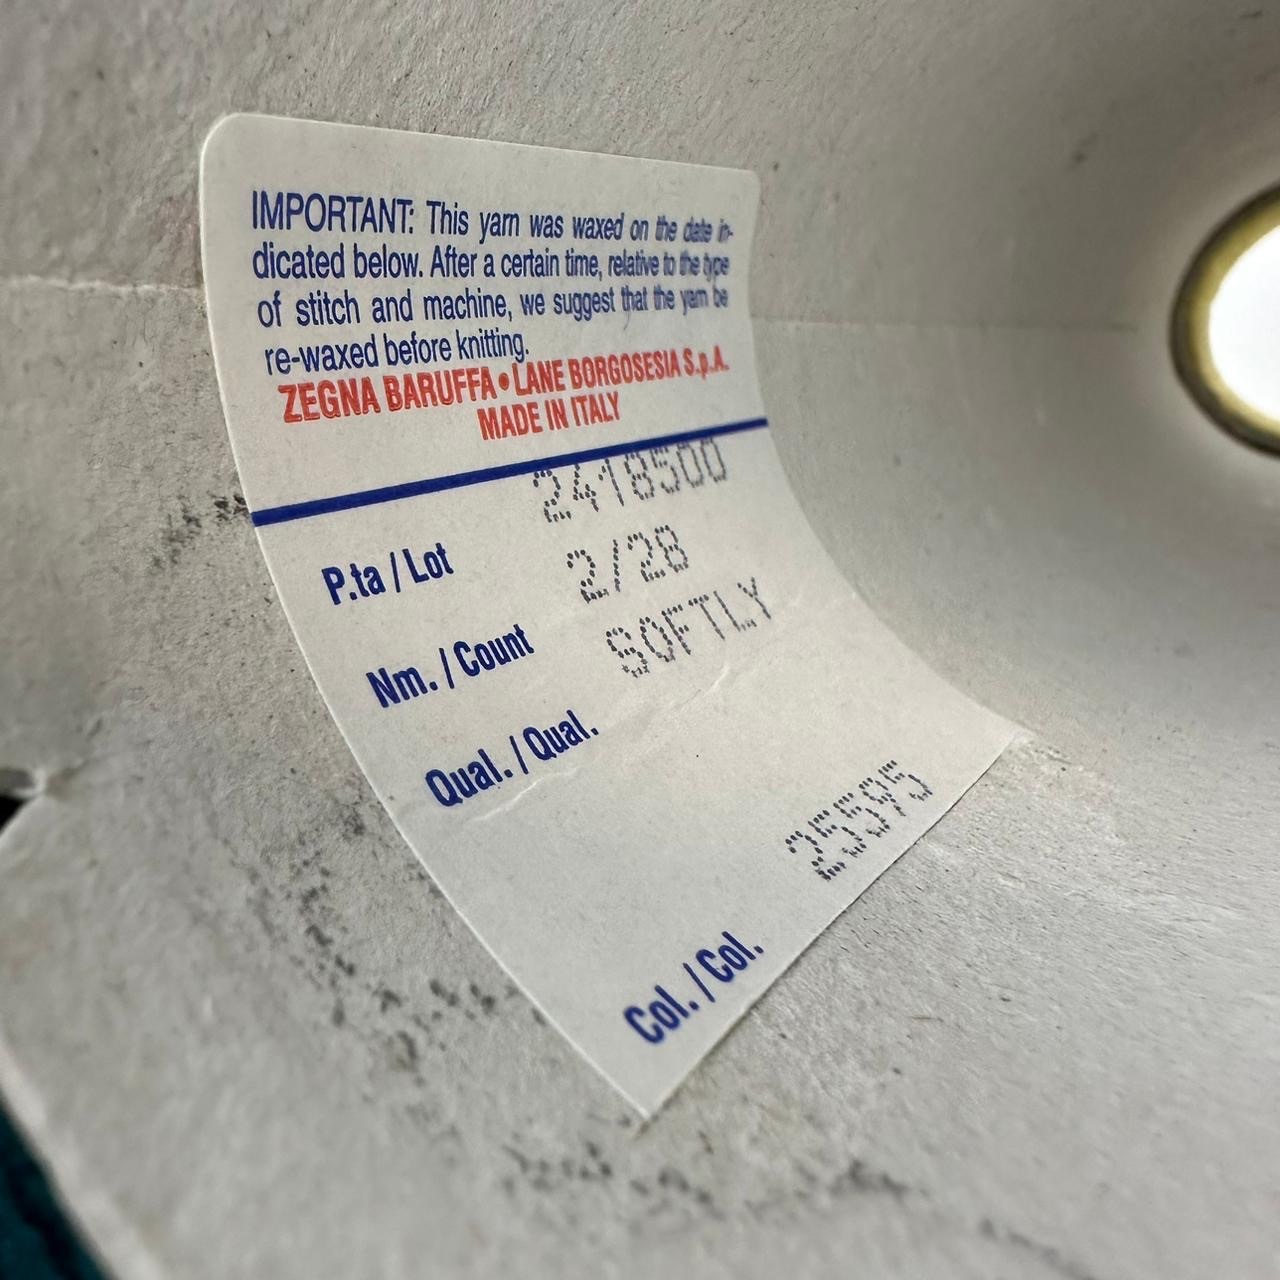 IMPORTANT: This yarn was waxed on the date in-
dicated below. After a certain time, relative to the type
of stitch and machine, we suggest that the yarn be
re-waxed before knitting.
ZEGNA BARUFFA • LANE BORGOSESIA S.p.A.
MADE IN ITALY
2418500
P.ta / Lot
2/28
Nm. / Count
SOFTLY
Qual. / Qual.
25595
Col. / Col.